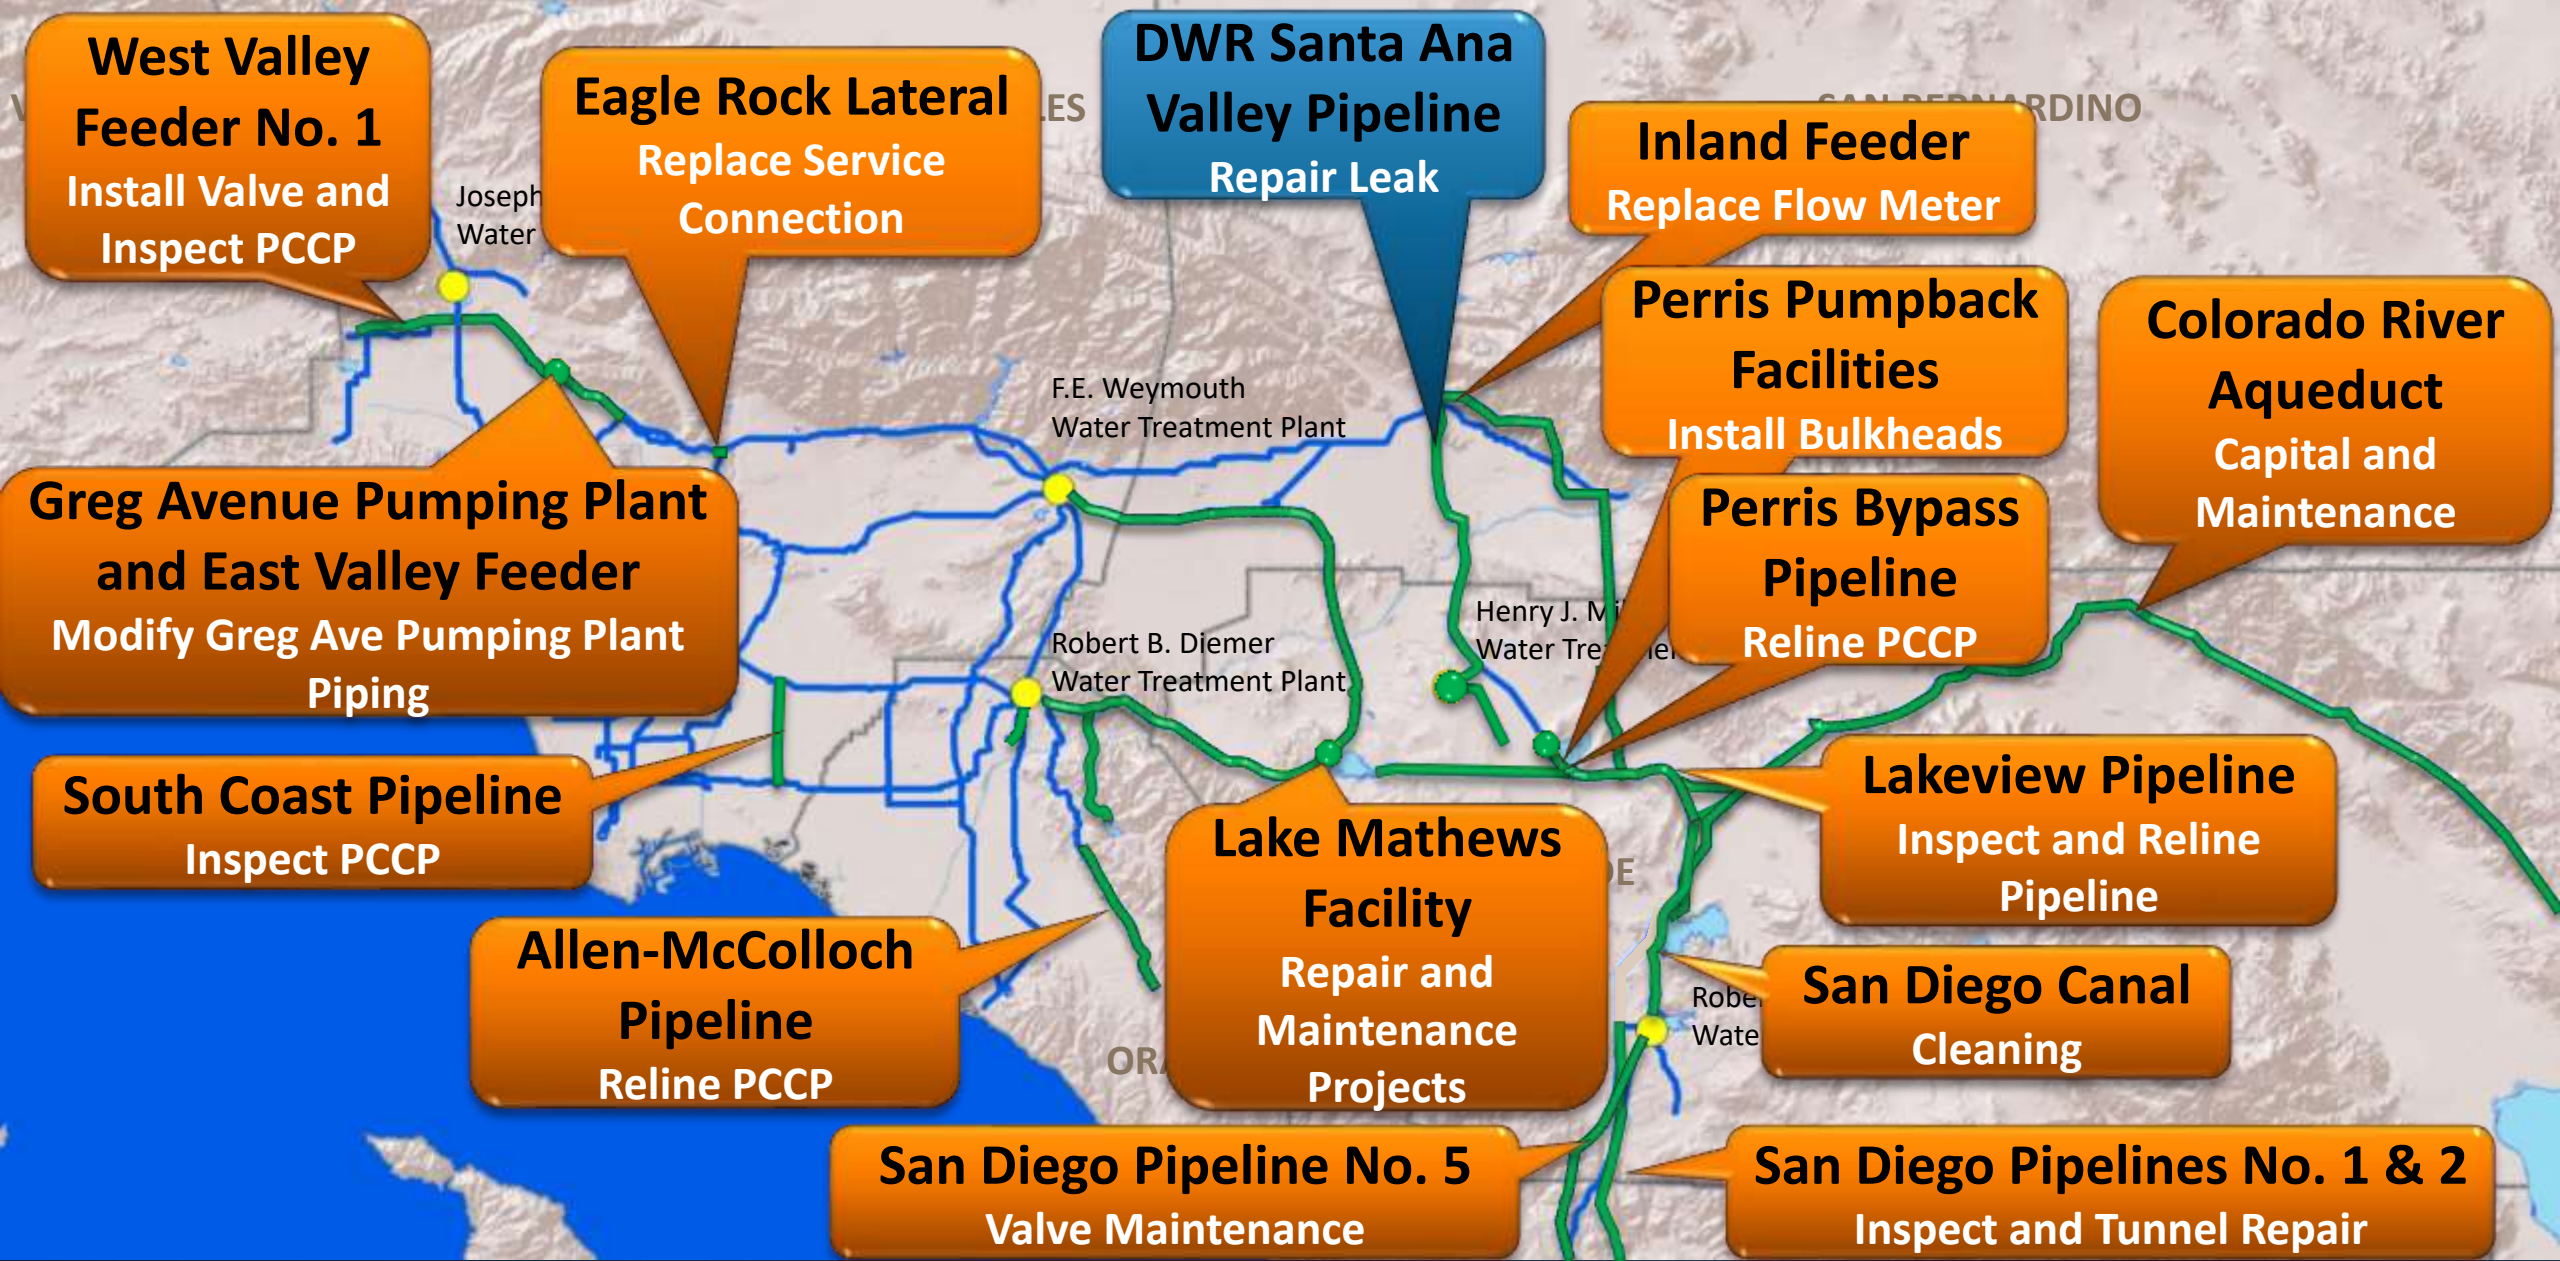 West Valley
Feeder No. 1
Install Valve and
Inspect PCCP
Eagle Rock Lateral
Replace Service
Connection
DWR Santa Ana
Valley Pipeline
Repair Leak
Inland Feeder
Replace Flow Meter
Perris Pumpback
Facilities
Install Bulkheads
Colorado River
Aqueduct
Capital and
Maintenance
Joseph
Water
F.E. Weymouth
Water Treatment Plant
Greg Avenue Pumping Plant
and East Valley Feeder
Modify Greg Ave Pumping Plant
Piping
Perris Bypass
Pipeline
Reline PCCP
Henry J.
Water
Robert B. Diemer
Water Treatment Plant
South Coast Pipeline
Inspect PCCP
Lake Mathews
Facility
Repair and
Maintenance
Projects
Lakeview Pipeline
Inspect and Reline
Pipeline
Allen-McColloch
Pipeline
Reline PCCP
San Diego Canal
Cleaning
San Diego Pipeline No. 5
Valve Maintenance
San Diego Pipelines No. 1 & 2
Inspect and Tunnel Repair